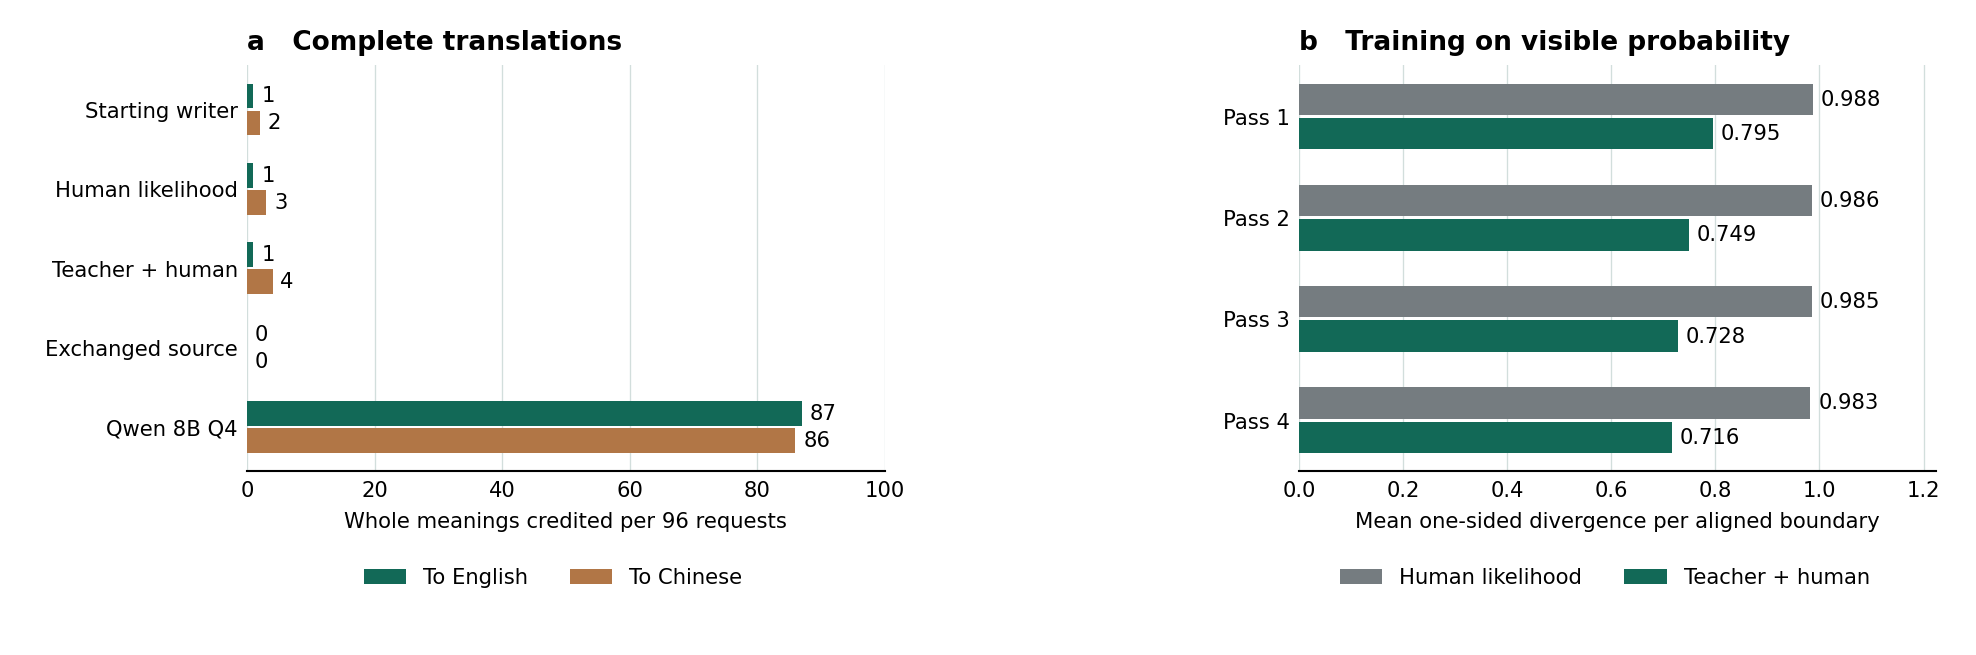 a Complete translations
Starting writer
1
2
Human likelihood
1
3
Teacher + human
1
4
Exchanged source
0
0
Qwen 8B Q4
87
86
0 20 40 60 80 100
Whole meanings credited per 96 requests
To English To Chinese
b Training on visible probability
Pass 1
0.988
0.795
Pass 2
0.986
0.749
Pass 3
0.985
0.728
Pass 4
0.983
0.716
0.0 0.2 0.4 0.6 0.8 1.0 1.2
Mean one-sided divergence per aligned boundary
Human likelihood Teacher + human